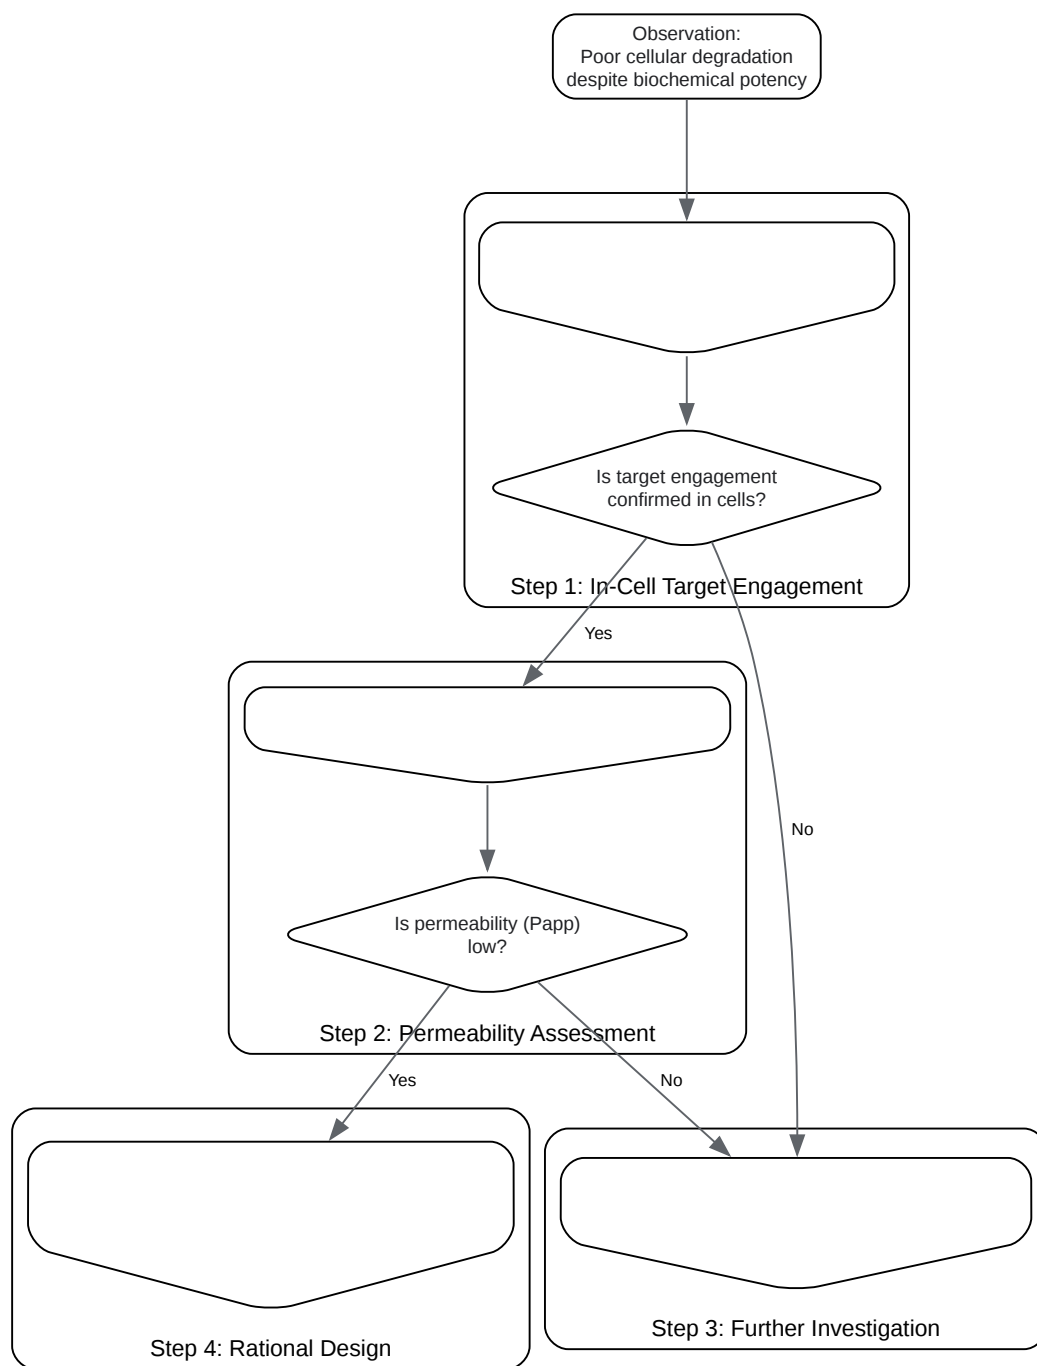 Observation:
Poor cellular degradation
despite biochemical potency
Is target engagement
confirmed in cells?
Step 1: In-Cell Target Engagement
Yes
No
Is permeability (Papp)
low?
Step 2: Permeability Assessment
Yes
No
Step 4: Rational Design
Step 3: Further Investigation